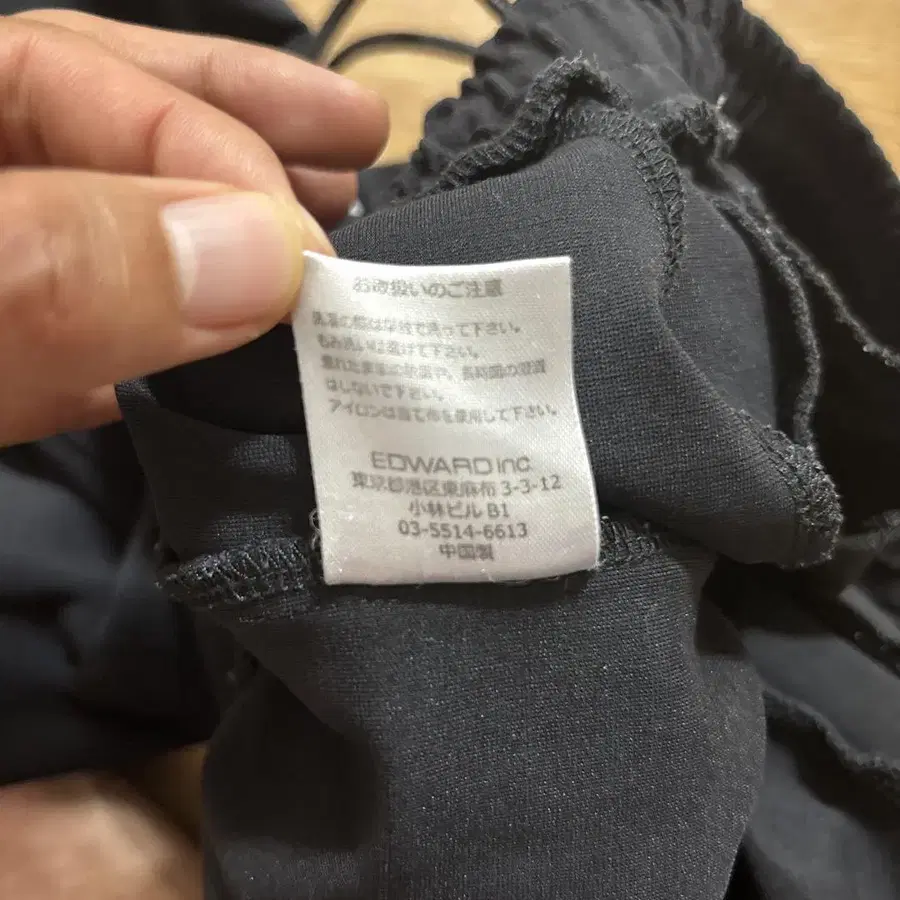 お取扱いのご注意
洗濯の際は単独で洗って下さい。
もみ洗いは避けて下さい。
濡れたままの放置や、長時間の浸漬
はしないで下さい。
アイロンは当て布を使用して下さい。
EDWARD inc
東京都港区東麻布 3-3-12
小林ビル B1
03-5514-6613
中国製